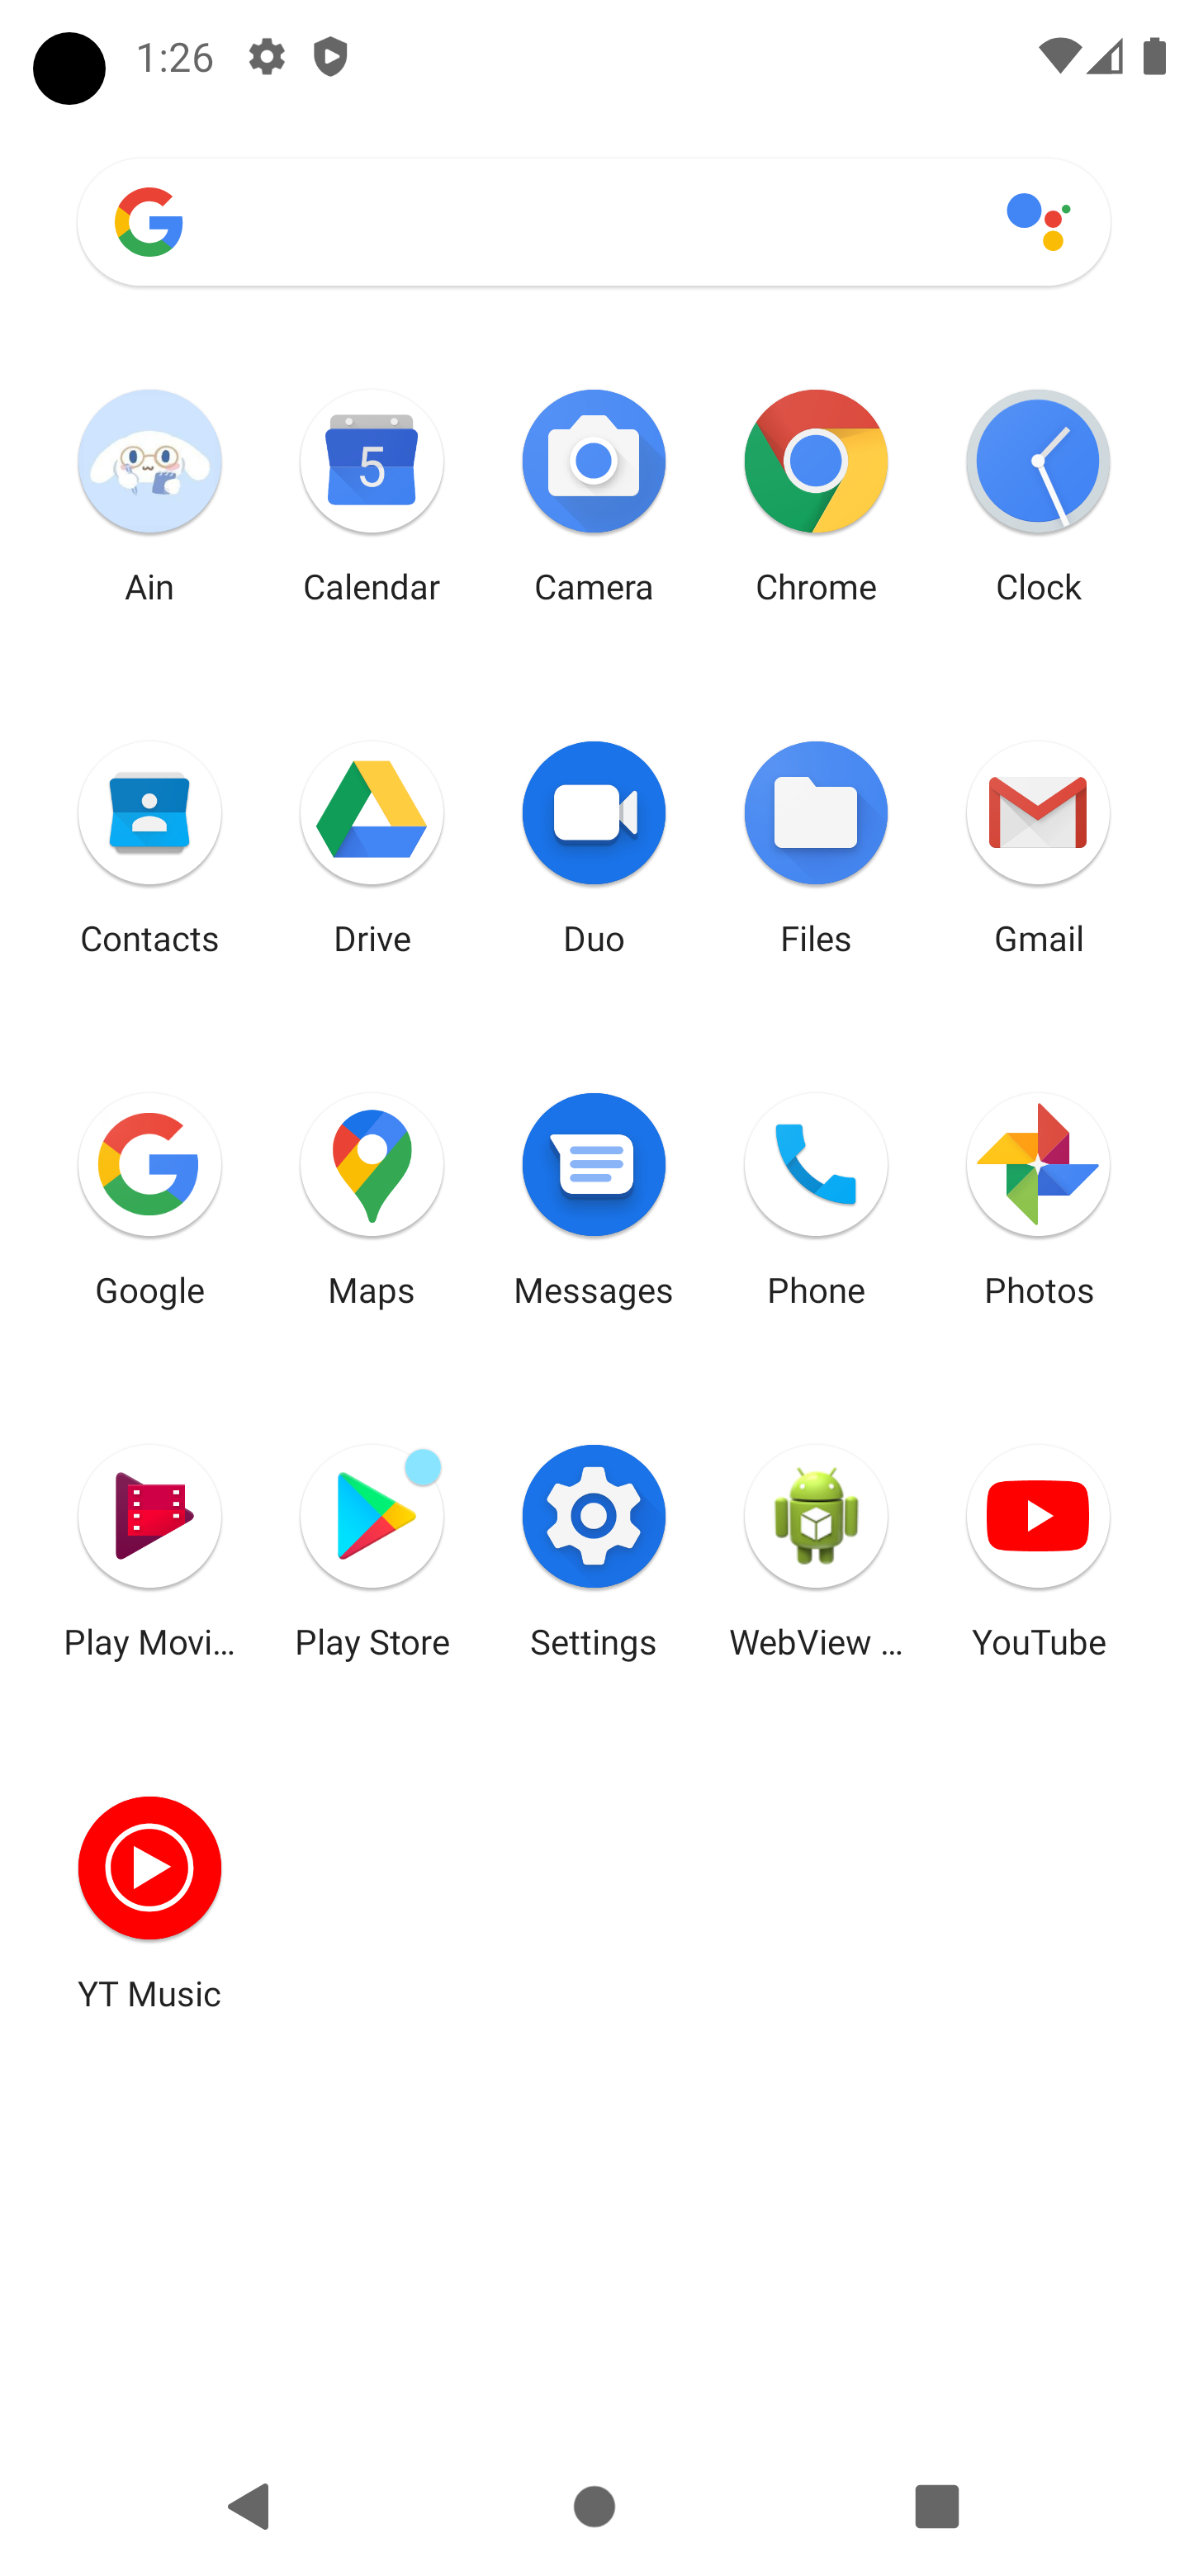 1:26
Ain
5
Calendar
Camera
Chrome
Clock
Contacts
Drive
Duo
Files
Gmail
Google
Maps
Messages
Phone
Photos
Play Movi...
Play Store
Settings
WebView ...
YouTube
YT Music